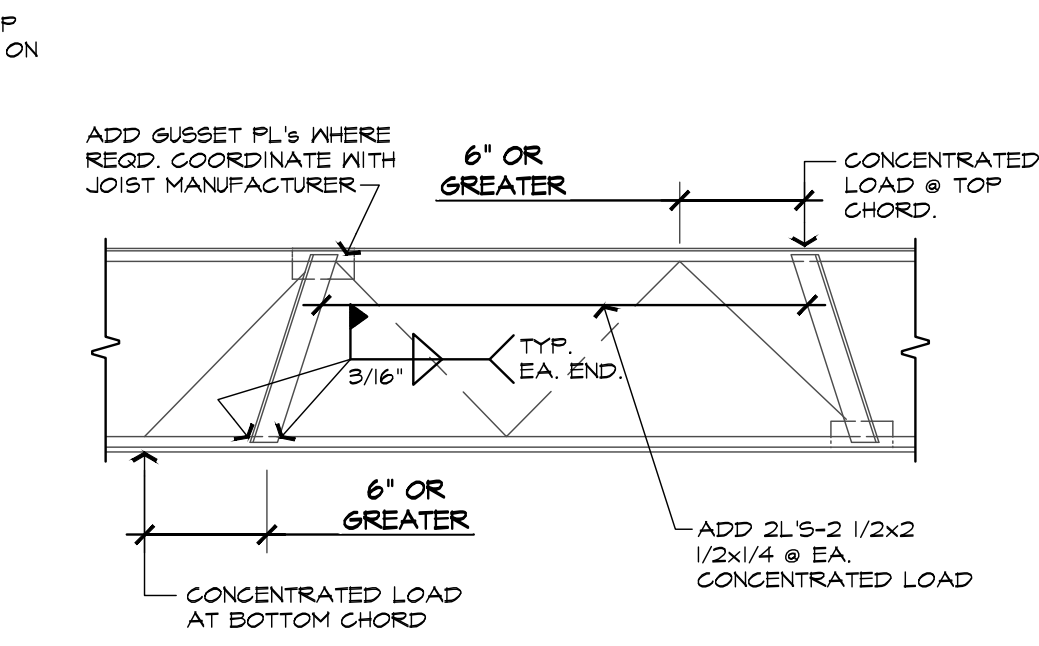 P
ON
ADD GUSSET PL's WHERE
REQD. COORDINATE WITH
JOIST MANUFACTURER
6" OR
GREATER
CONCENTRATED
LOAD @ TOP
CHORD.
TYP.
EA. END.
3/16"
6" OR
GREATER
ADD 2L'S-2 1/2x2
1/2x1/4 @ EA.
CONCENTRATED LOAD
CONCENTRATED LOAD
AT BOTTOM CHORD